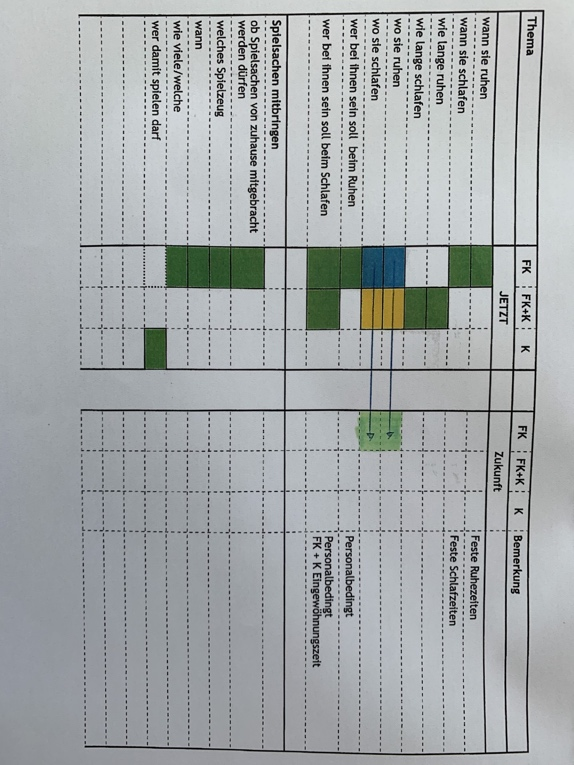 Thema
JETZT
Zukunft
Bemerkung
FK
FK+K
K
FK
FK+K
K
wann sie ruhen
Feste Ruhezeiten
wann sie schlafen
Feste Schlafzeiten
wie lange ruhen
wie lange schlafen
wo sie ruhen
wo sie schlafen
wer bei ihnen sein soll beim Ruhen
Personalbedingt
wer bei ihnen sein soll beim Schlafen
Personalbedingt
FK + K Eingewöhnungszeit
Spielsachen mitbringen
ob Spielsachen von zuhause mitgebracht
werden dürfen
welches Spielzeug
wann
wie viele/welche
wer damit spielen darf